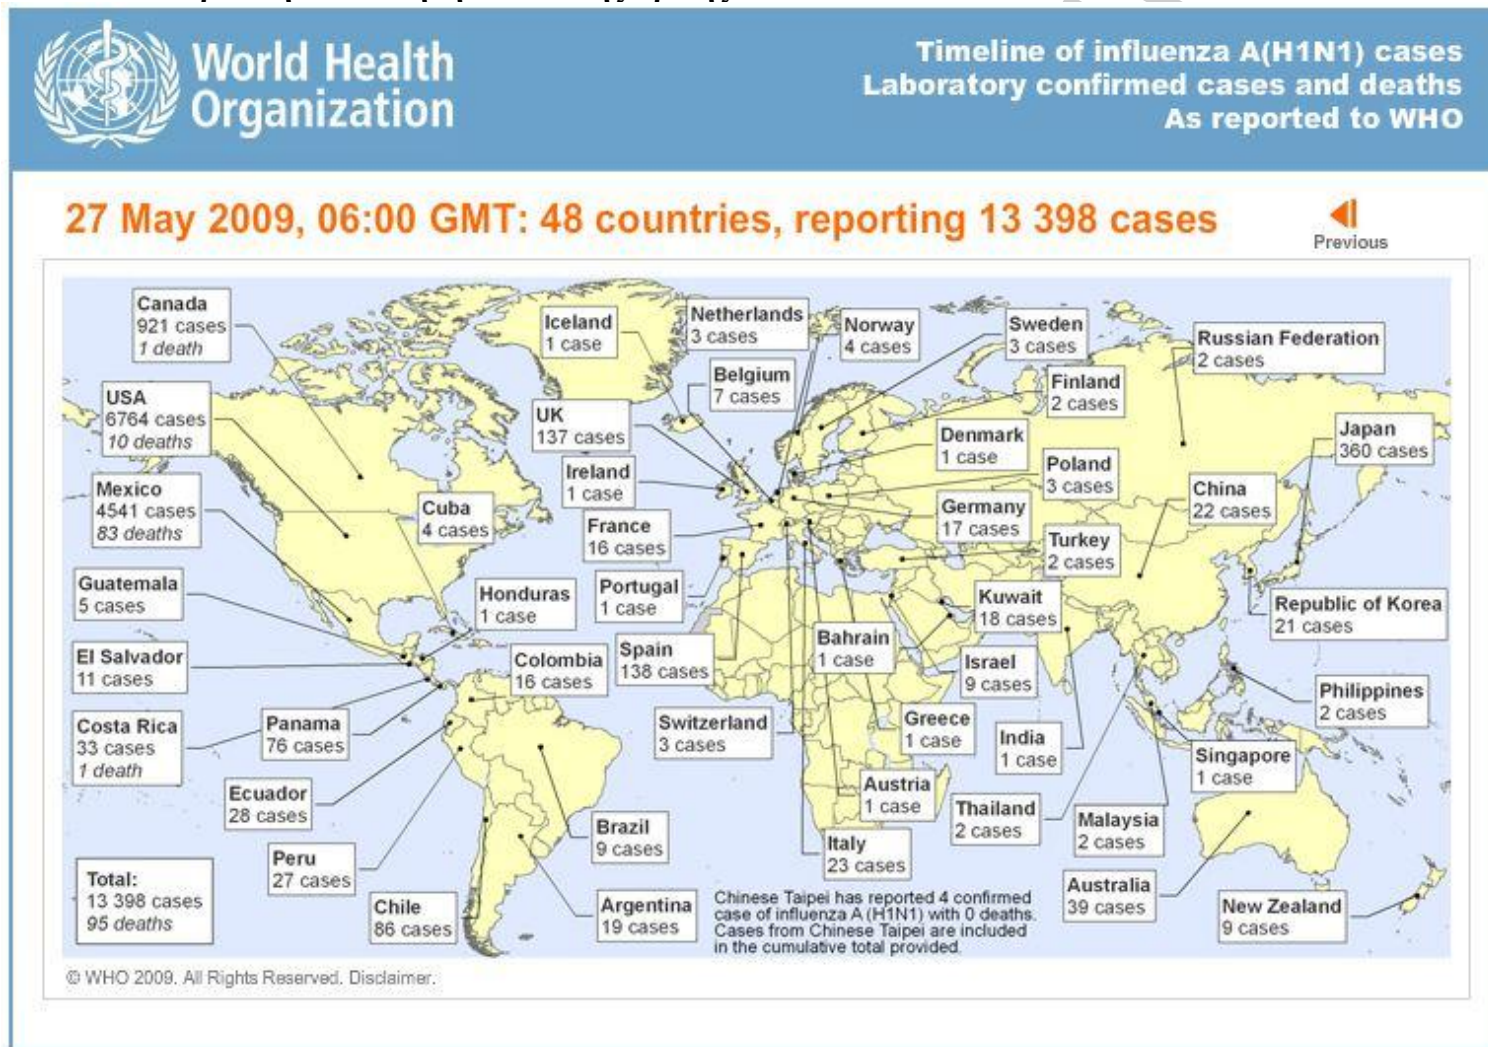 World Health
Organization
Timeline of influenza A(H1N1) cases
Laboratory confirmed cases and deaths
As reported to WHO
27 May 2009, 06:00 GMT: 48 countries, reporting 13 398 cases
Previous
Canada
921 cases
1 death
Iceland
1 case
Netherlands
3 cases
Norway
4 cases
Sweden
3 cases
Russian Federation
2 cases
Belgium
7 cases
Finland
2 cases
USA
6764 cases
10 deaths
UK
137 cases
Denmark
1 case
Japan
360 cases
Ireland
1 case
Poland
3 cases
Mexico
4541 cases
83 deaths
Cuba
4 cases
China
22 cases
France
16 cases
Germany
17 cases
Turkey
2 cases
Guatemala
5 cases
Honduras
1 case
Portugal
1 case
Kuwait
18 cases
Republic of Korea
21 cases
Bahrain
1 case
El Salvador
11 cases
Colombia
16 cases
Spain
138 cases
Israel
9 cases
Philippines
2 cases
Costa Rica
33 cases
1 death
Panama
76 cases
Switzerland
3 cases
Greece
1 case
India
1 case
Singapore
1 case
Ecuador
28 cases
Austria
1 case
Thailand
2 cases
Malaysia
2 cases
Brazil
9 cases
Italy
23 cases
Peru
27 cases
Total:
13 398 cases
95 deaths
Chile
86 cases
Argentina
19 cases
Chinese Taipei has reported 4 confirmed
case of influenza A (H1N1) with 0 deaths.
Cases from Chinese Taipei are included
in the cumulative total provided.
Australia
39 cases
New Zealand
9 cases
© WHO 2009. All Rights Reserved. Disclaimer.